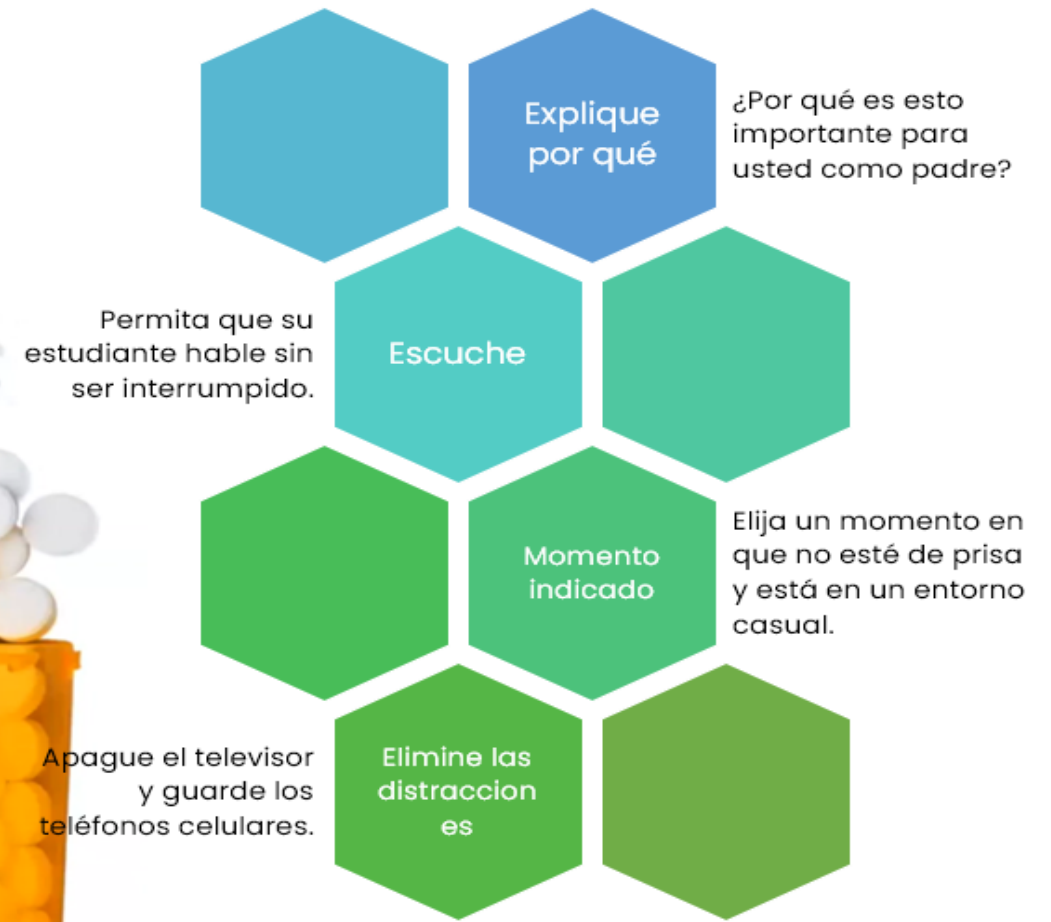 Explique
por qué
¿Por qué es esto
importante para
usted como padre?
Permita que su
estudiante hable sin
ser interrumpido.
Escuche
Momento
indicado
Elija un momento en
que no esté de prisa
y está en un entorno
casual.
Apague el televisor
y guarde los
teléfonos celulares.
Elimine las
distraccion
es